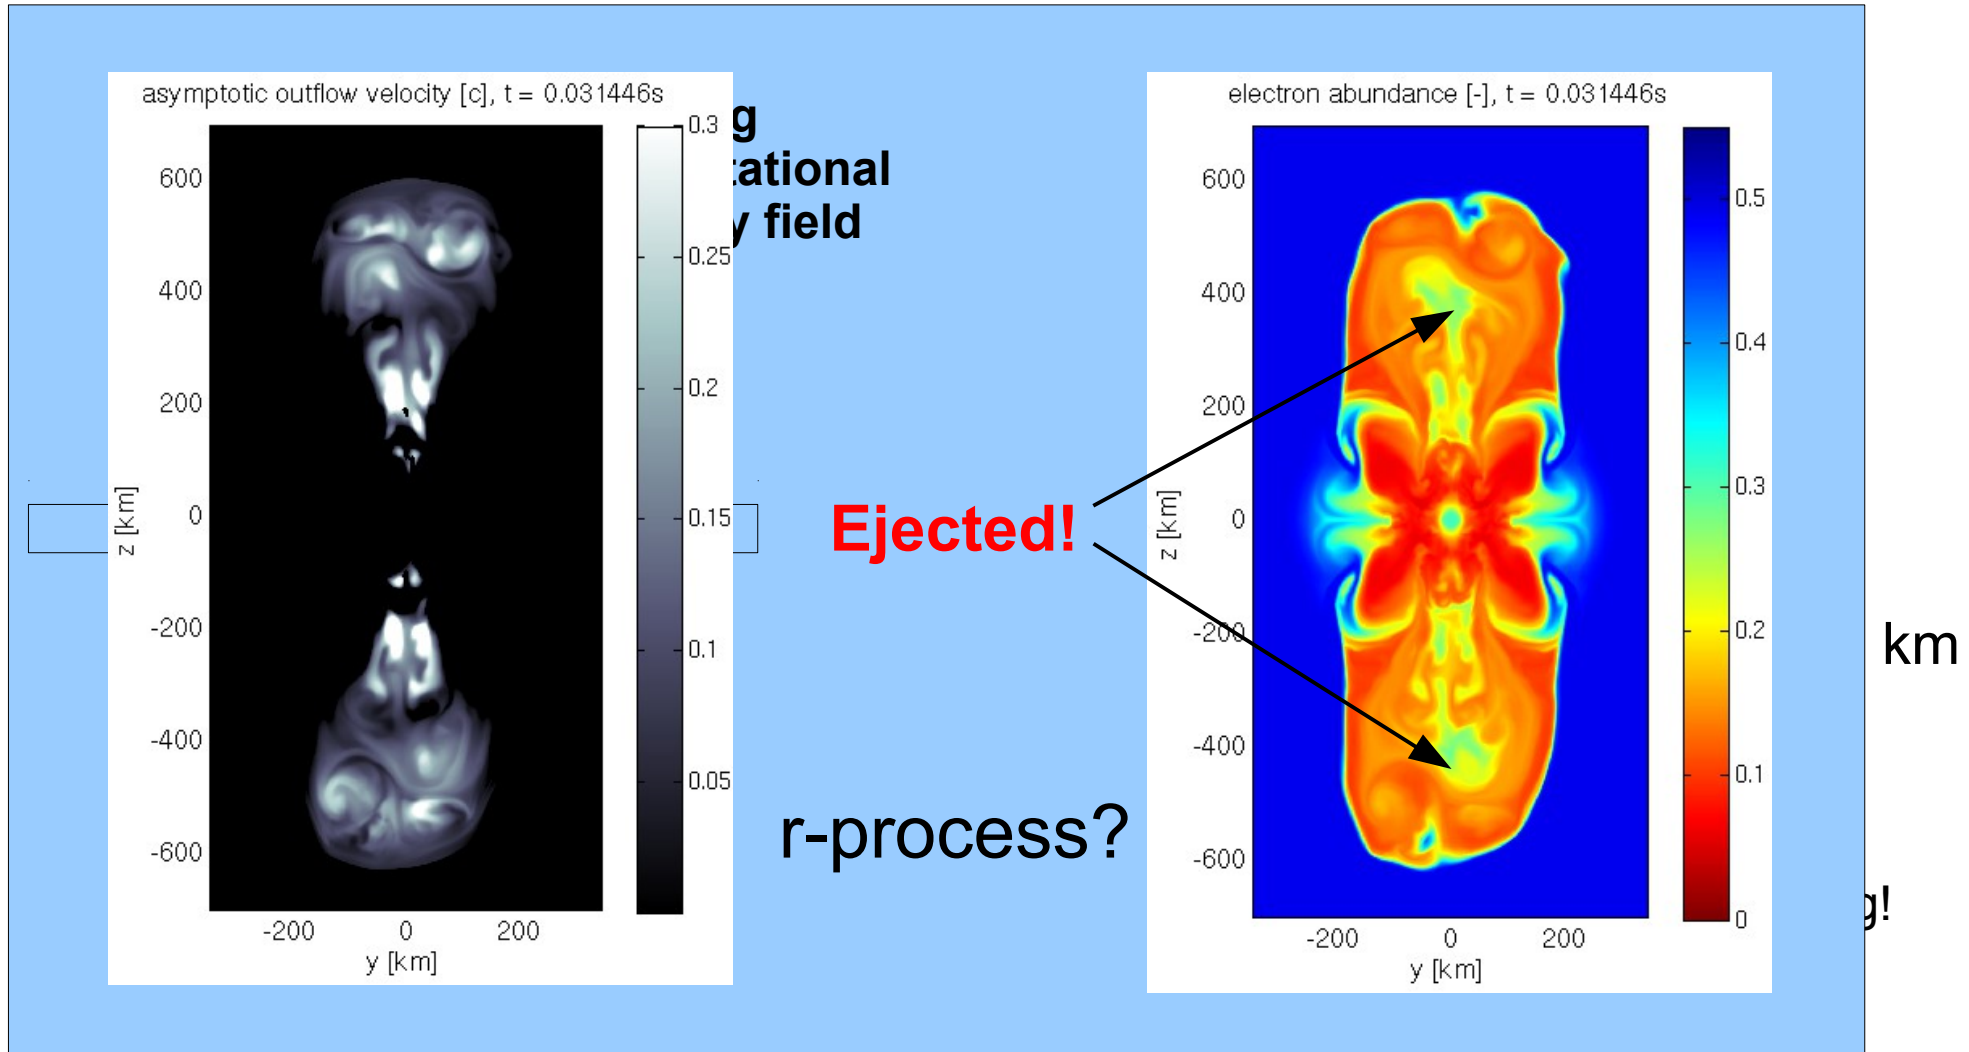 asymptotic outflow velocity [c], t = 0.031446s
600
400
200
0
-200
-400
-600
z [km]
-200 0 200
y [km]
0.3
0.25
0.2
0.15
0.1
0.05
field
Ejected!
r-process?
electron abundance [-], t = 0.031446s
600
400
200
0
-200
-400
-600
z [km]
-200 0 200
y [km]
0.5
0.4
0.3
0.2
0.1
0
km